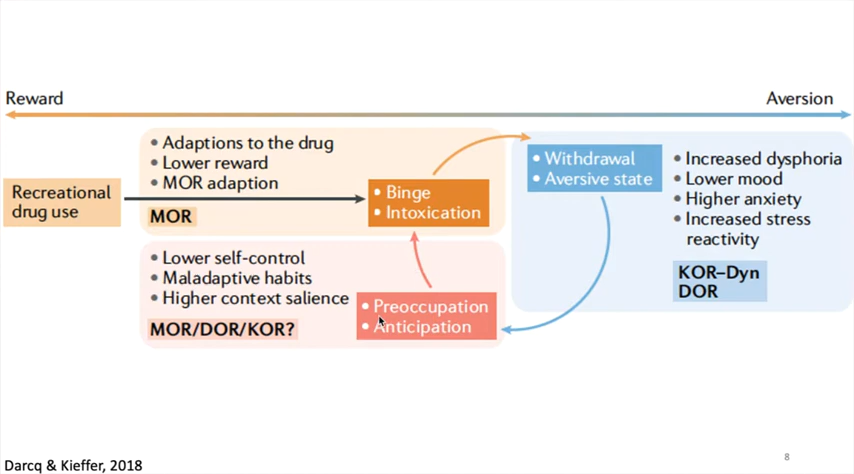 Reward
Aversion
• Adaptions to the drug
• Lower reward
• MOR adaption
MOR
Recreational
drug use
• Binge
• Intoxication
• Withdrawal
• Aversive state
• Increased dysphoria
• Lower mood
• Higher anxiety
• Increased stress
reactivity
KOR–Dyn
DOR
• Lower self-control
• Maladaptive habits
• Higher context salience
MOR/DOR/KOR?
• Preoccupation
• Anticipation
8
Darcq & Kieffer, 2018